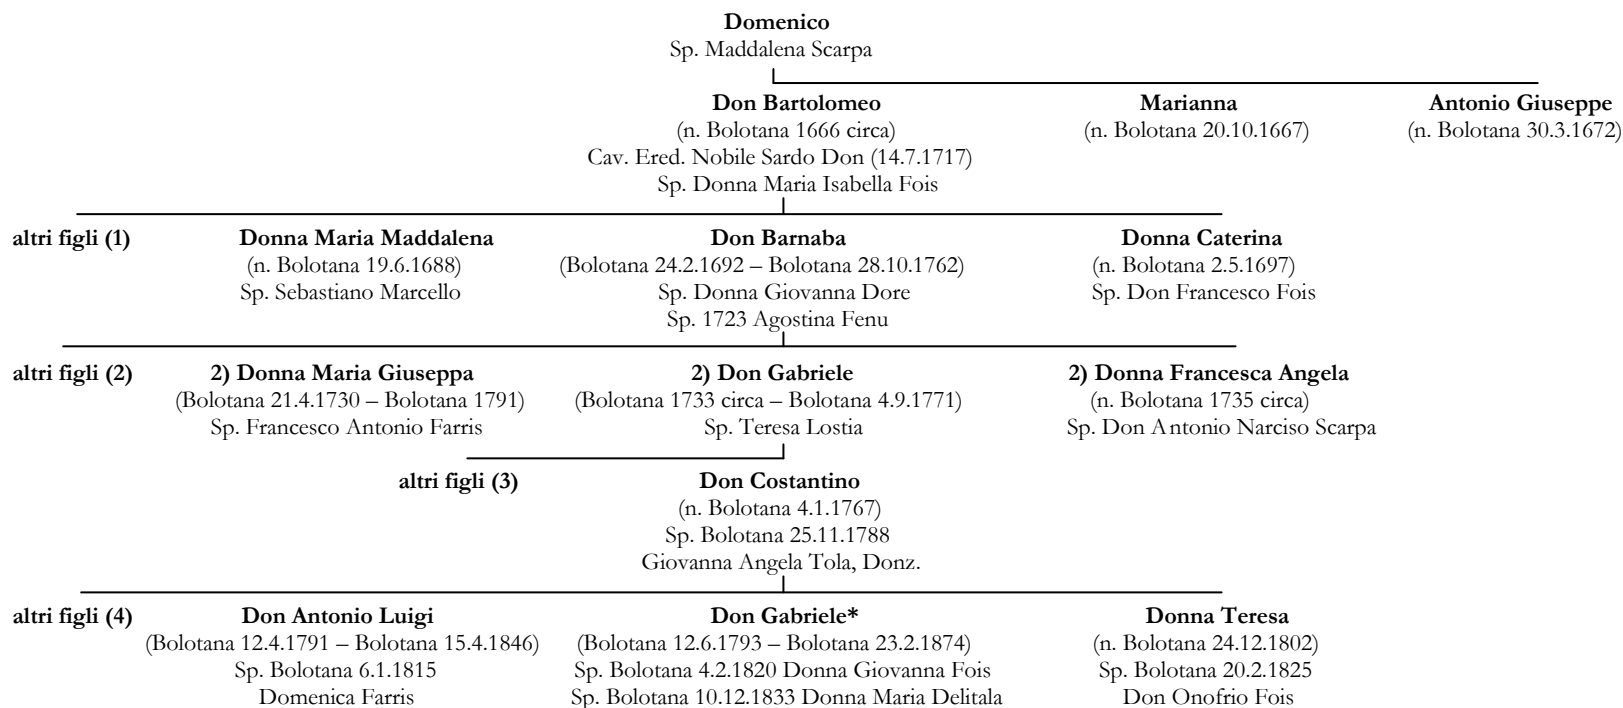 Domenico
Sp. Maddalena Scarpa
Don Bartolomeo Marianna Antonio Giuseppe
(n. Bolotana 1666 circa) (n. Bolotana 20.10.1667) (n. Bolotana 30.3.1672)
Cav. Ered. Nobile Sardo Don (14.7.1717)
Sp. Donna Maria Isabella Fois
altri figli (1) Donna Maria Maddalena Don Barnaba Donna Caterina
(n. Bolotana 19.6.1688) (Bolotana 24.2.1692 – Bolotana 28.10.1762) (n. Bolotana 2.5.1697)
Sp. Sebastiano Marcello Sp. Donna Giovanna Dore Sp. Don Francesco Fois
Sp. 1723 Agostina Fenu
altri figli (2) 2) Donna Maria Giuseppa 2) Don Gabriele 2) Donna Francesca Angela
(Bolotana 21.4.1730 – Bolotana 1791) (Bolotana 1733 circa – Bolotana 4.9.1771) (n. Bolotana 1735 circa)
Sp. Francesco Antonio Farris Sp. Teresa Lostia Sp. Don Antonio Narciso Scarpa
altri figli (3) Don Costantino
(n. Bolotana 4.1.1767)
Sp. Bolotana 25.11.1788
Giovanna Angela Tola, Donz.
altri figli (4) Don Antonio Luigi Don Gabriele* Donna Teresa
(Bolotana 12.4.1791 – Bolotana 15.4.1846) (Bolotana 12.6.1793 – Bolotana 23.2.1874) (n. Bolotana 24.12.1802)
Sp. Bolotana 6.1.1815 Sp. Bolotana 4.2.1820 Donna Giovanna Fois Sp. Bolotana 20.2.1825
Domenica Farris Sp. Bolotana 10.12.1833 Donna Maria Delitala Don Onofrio Fois